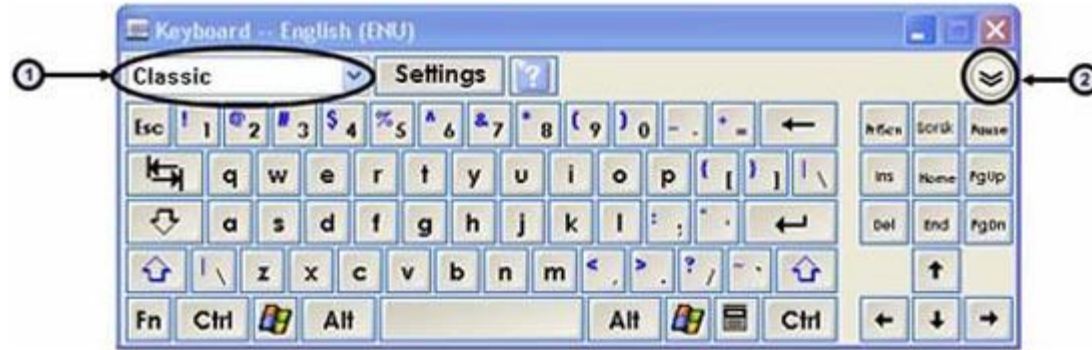 Keyboard -- English (ENU)
1 Classic Settings ? 2
Esc ! 1 @ 2 # 3 $ 4 % 5 ^ 6 & 7 * 8 ( 9 ) 0 - . + = ← PrtScn ScrLk Pause
q w e r t y u i o p { [ } ] | \ Ins Home PgUp
a s d f g h j k l : ; " ' Del End PgDn
| \ z x c v b n m < , > . ? / ~ ` ↑
Fn Ctrl Alt Alt Ctrl ← ↓ →